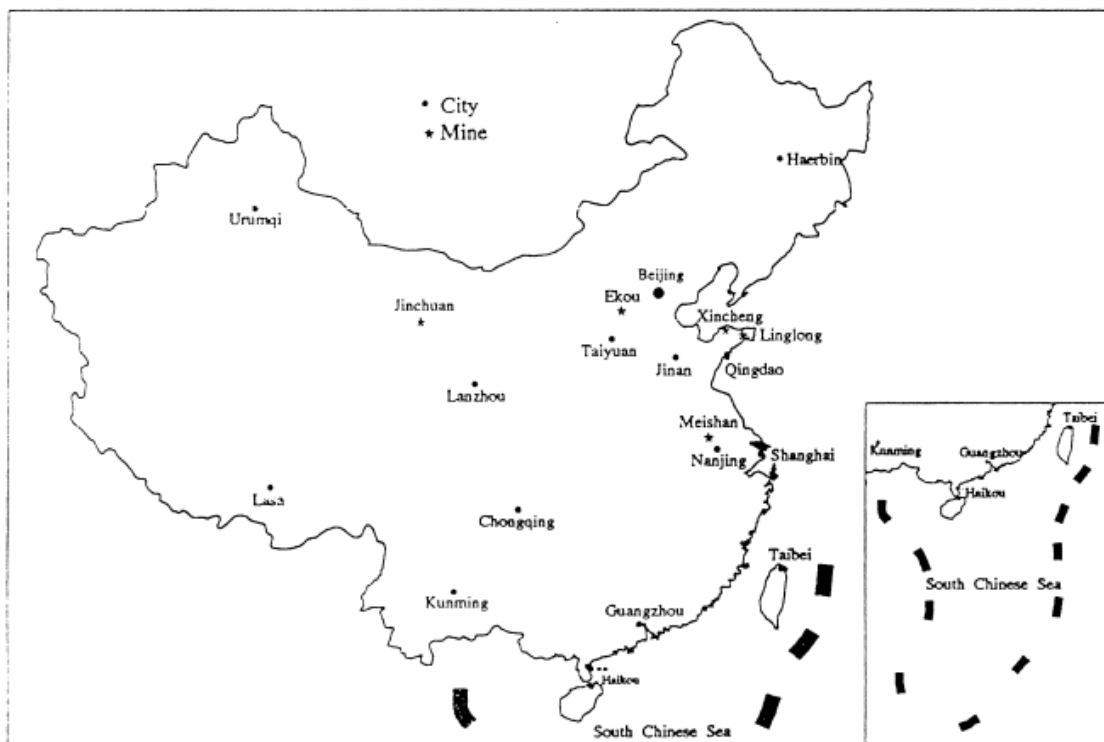 City
Mine
Haerbin
Urumqi
Beijing
Jinchuan
Ekou
Xincheng
Linglong
Taiyuan
Jinan
Qingdao
Lanzhou
Meishan
Nanjing
Shanghai
Lasa
Chongqing
Taibei
Kunming
Guangzhou
Haikou
South Chinese Sea
Taibei
Kunming
Guangzhou
Haikou
South Chinese Sea